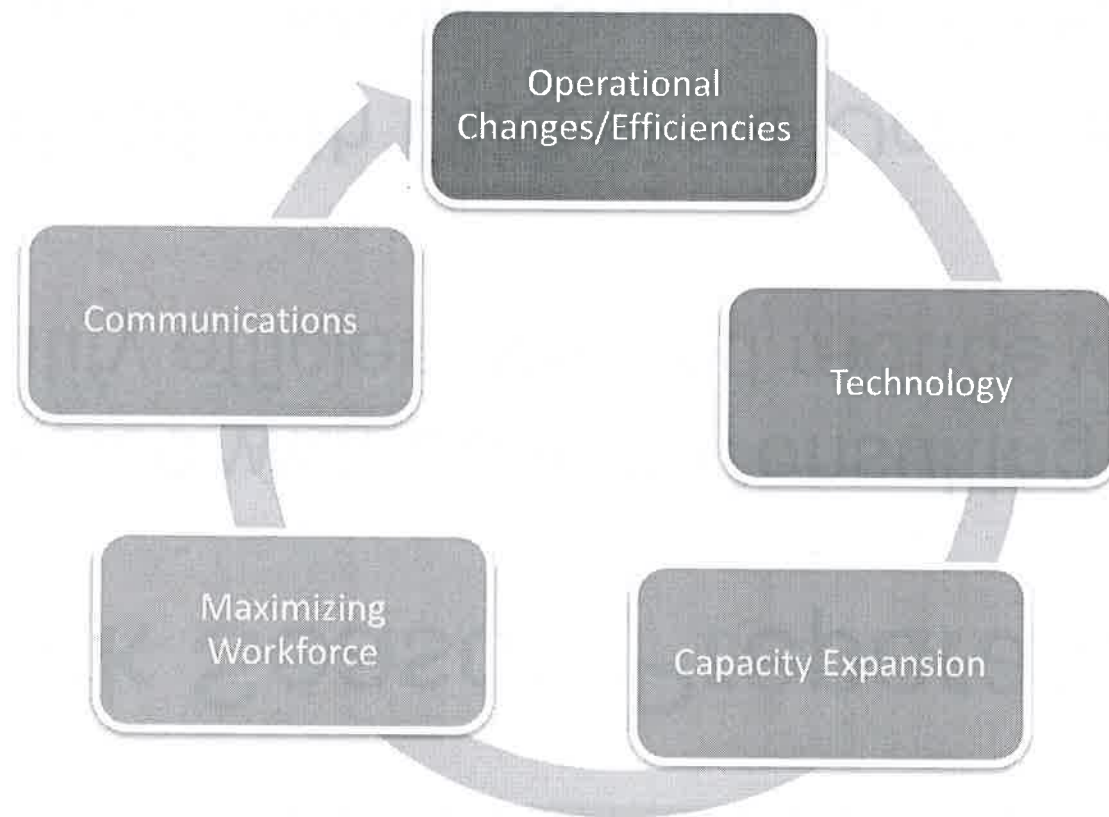 Operational
Changes/Efficiencies
Technology
Capacity Expansion
Maximizing
Workforce
Communications